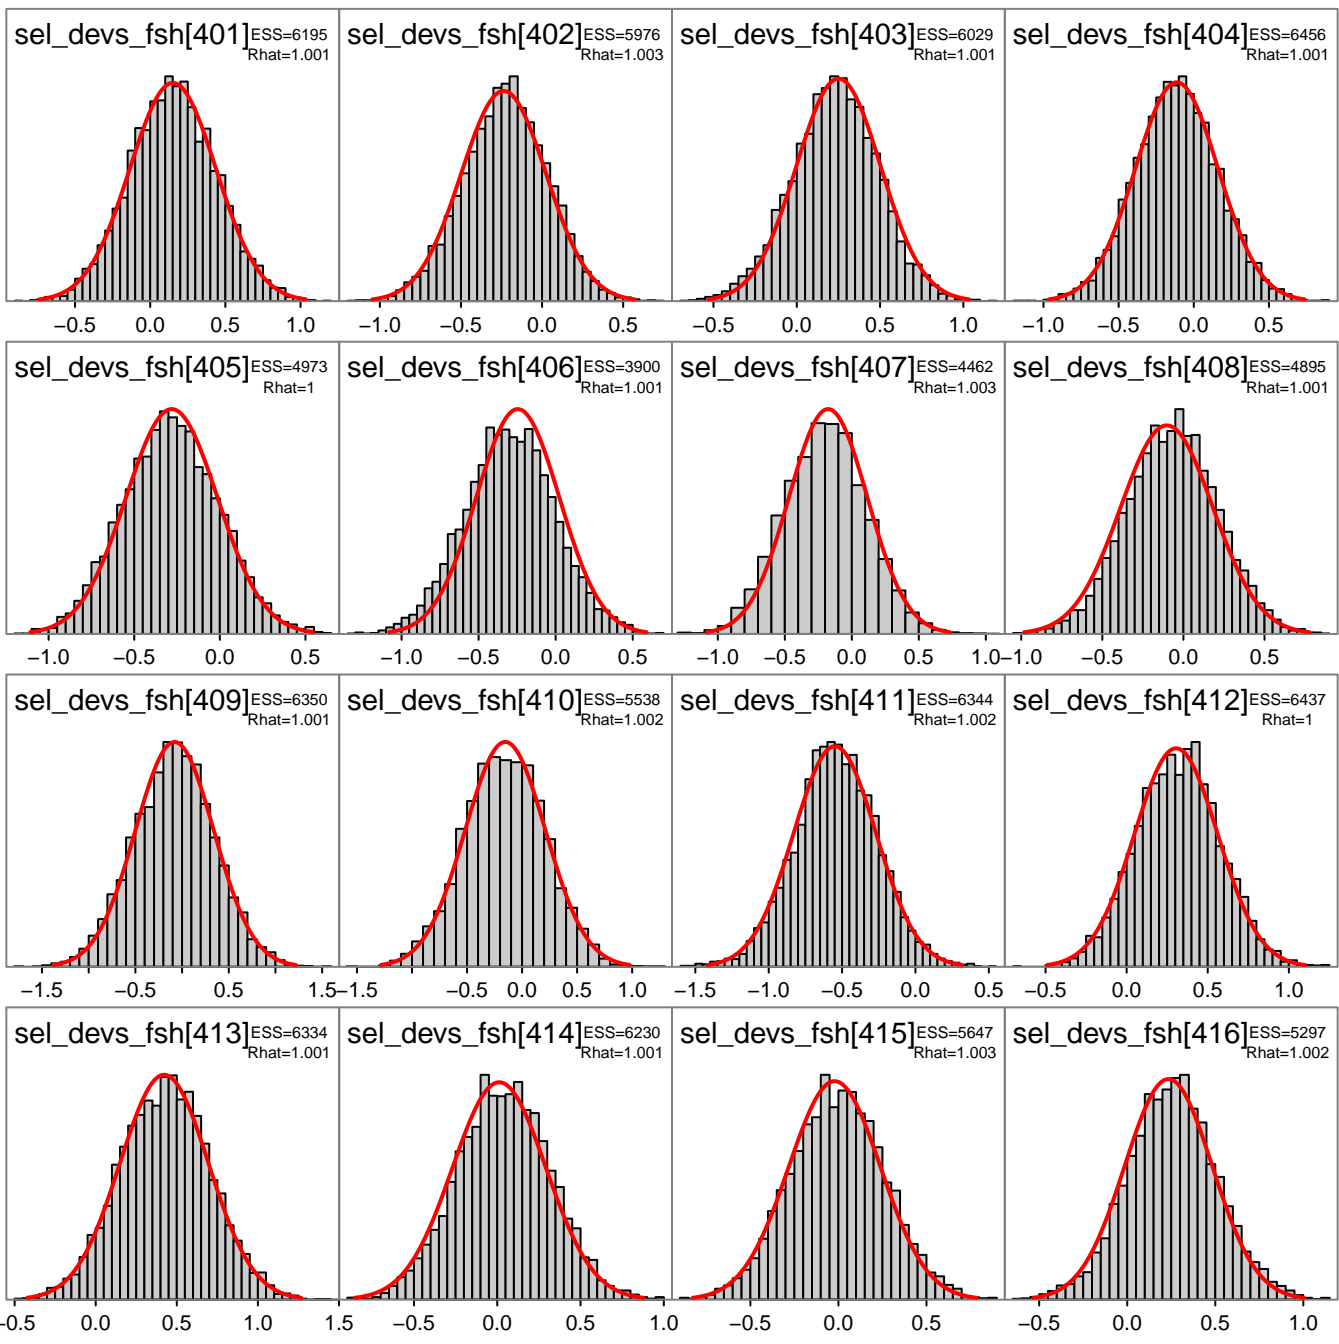 sel_devs_fsh[401] ESS=6195
Rhat=1.001
sel_devs_fsh[402] ESS=5976
Rhat=1.003
sel_devs_fsh[403] ESS=6029
Rhat=1.001
sel_devs_fsh[404] ESS=6456
Rhat=1.001
−0.5 0.0 0.5 1.0
−1.0 −0.5 0.0 0.5
−0.5 0.0 0.5 1.0
−1.0 −0.5 0.0 0.5
sel_devs_fsh[405] ESS=4973
Rhat=1
sel_devs_fsh[406] ESS=3900
Rhat=1.001
sel_devs_fsh[407] ESS=4462
Rhat=1.003
sel_devs_fsh[408] ESS=4895
Rhat=1.001
−1.0 −0.5 0.0 0.5
−1.0 −0.5 0.0 0.5
−1.0 −0.5 0.0 0.5 1.0
−1.0 −0.5 0.0 0.5
sel_devs_fsh[409] ESS=6350
Rhat=1.001
sel_devs_fsh[410] ESS=5538
Rhat=1.002
sel_devs_fsh[411] ESS=6344
Rhat=1.002
sel_devs_fsh[412] ESS=6437
Rhat=1
−1.5 −0.5 0.5 1.5
−1.5 −0.5 0.0 1.0
−1.5 −1.0 −0.5 0.0 0.5
−0.5 0.0 0.5 1.0
sel_devs_fsh[413] ESS=6334
Rhat=1.001
sel_devs_fsh[414] ESS=6230
Rhat=1.001
sel_devs_fsh[415] ESS=5647
Rhat=1.003
sel_devs_fsh[416] ESS=5297
Rhat=1.002
−0.5 0.0 0.5 1.0 1.5
−0.5 0.0 0.5 1.0
−0.5 0.0 0.5
−0.5 0.0 0.5 1.0